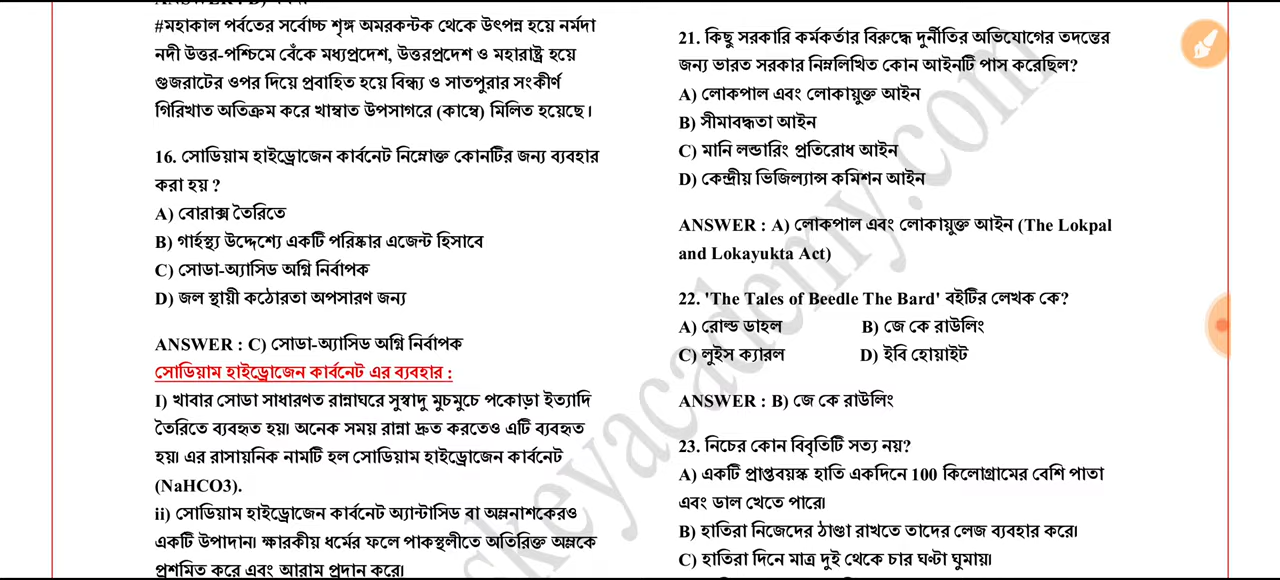 #মহাকাল পর্বতের সর্বোচ্চ শৃঙ্গ অমরকন্টক থেকে উৎপন্ন হয়ে নর্মদা
নদী উত্তর-পশ্চিমে বেঁকে মধ্যপ্রদেশ, উত্তরপ্রদেশ ও মহারাষ্ট্র হয়ে
গুজরাটের ওপর দিয়ে প্রবাহিত হয়ে বিন্ধ্য ও সাতপুরার সংকীর্ণ
গিরিখাত অতিক্রম করে খাম্বাত উপসাগরে (কাম্বে) মিলিত হয়েছে।
16. সোডিয়াম হাইড্রোজেন কার্বনেট নিম্নোক্ত কোনটির জন্য ব্যবহার
করা হয় ?
A) বোরাক্স তৈরিতে
B) গার্হস্থ্য উদ্দেশ্যে একটি পরিষ্কার এজেন্ট হিসাবে
C) সোডা-অ্যাসিড অগ্নি নির্বাপক
D) জল স্থায়ী কঠোরতা অপসারণ জন্য
ANSWER : C) সোডা-অ্যাসিড অগ্নি নির্বাপক
সোডিয়াম হাইড্রোজেন কার্বনেট এর ব্যবহার :
I) খাবার সোডা সাধারণত রান্নাঘরে সুস্বাদু মুচমুচে পকোড়া ইত্যাদি
তৈরিতে ব্যবহৃত হয়। অনেক সময় রান্না দ্রুত করতেও এটি ব্যবহৃত
হয়। এর রাসায়নিক নামটি হল সোডিয়াম হাইড্রোজেন কার্বনেট
(NaHCO3).
ii) সোডিয়াম হাইড্রোজেন কার্বনেট অ্যান্টাসিড বা অম্লনাশকেরও
একটি উপাদান। ক্ষারকীয় ধর্মের ফলে পাকস্থলীতে অতিরিক্ত অম্লকে
প্রশমিত করে এবং আরাম প্রদান করে।
21. কিছু সরকারি কর্মকর্তার বিরুদ্ধে দুর্নীতির অভিযোগের তদন্তের
জন্য ভারত সরকার নিম্নলিখিত কোন আইনটি পাস করেছিল?
A) লোকপাল এবং লোকায়ুক্ত আইন
B) সীমাবদ্ধতা আইন
C) মানি লন্ডারিং প্রতিরোধ আইন
D) কেন্দ্রীয় ভিজিল্যান্স কমিশন আইন
ANSWER : A) লোকপাল এবং লোকায়ুক্ত আইন (The Lokpal
and Lokayukta Act)
22. 'The Tales of Beedle The Bard' বইটির লেখক কে?
A) রোল্ড ডাহল B) জে কে রাউলিং
C) লুইস ক্যারল D) ইবি হোয়াইট
ANSWER : B) জে কে রাউলিং
23. নিচের কোন বিবৃতিটি সত্য নয়?
A) একটি প্রাপ্তবয়স্ক হাতি একদিনে 100 কিলোগ্রামের বেশি পাতা
এবং ডাল খেতে পারে।
B) হাতিরা নিজেদের ঠাণ্ডা রাখতে তাদের লেজ ব্যবহার করে।
C) হাতিরা দিনে মাত্র দুই থেকে চার ঘণ্টা ঘুমায়।
keyacademy.com